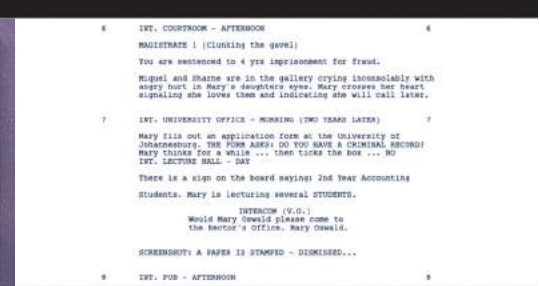 6 INT. COURTROOM - AFTERNOON 6
MAGISTRATE 1 (Clunking the gavel)
You are sentenced to 4 yrs imprisonment for fraud.
Miquel and Sharne are in the gallery crying inconsolably with
angry hurt in Mary's daughters eyes. Mary crosses her heart
signaling she loves them and indicating she will call later.
7 INT. UNIVERSITY OFFICE - MORNING (TWO YEARS LATER) 7
Mary fils out an application form at the University of
Johannesburg. THE FORM ASKS: DO YOU HAVE A CRIMINAL RECORD?
Mary thinks for a while ... then ticks the box ... NO
INT. LECTURE HALL - DAY
There is a sign on the board saying: 2nd Year Accounting
Students. Mary is lecturing several STUDENTS.
INTERCOM (V.O.)
Would Mary Oswald please come to
the Rector's Office. Mary Oswald.
SCREENSHOT: A PAPER IS STAMPED - DISMISSED...
8 INT. PUB - AFTERNOON 8